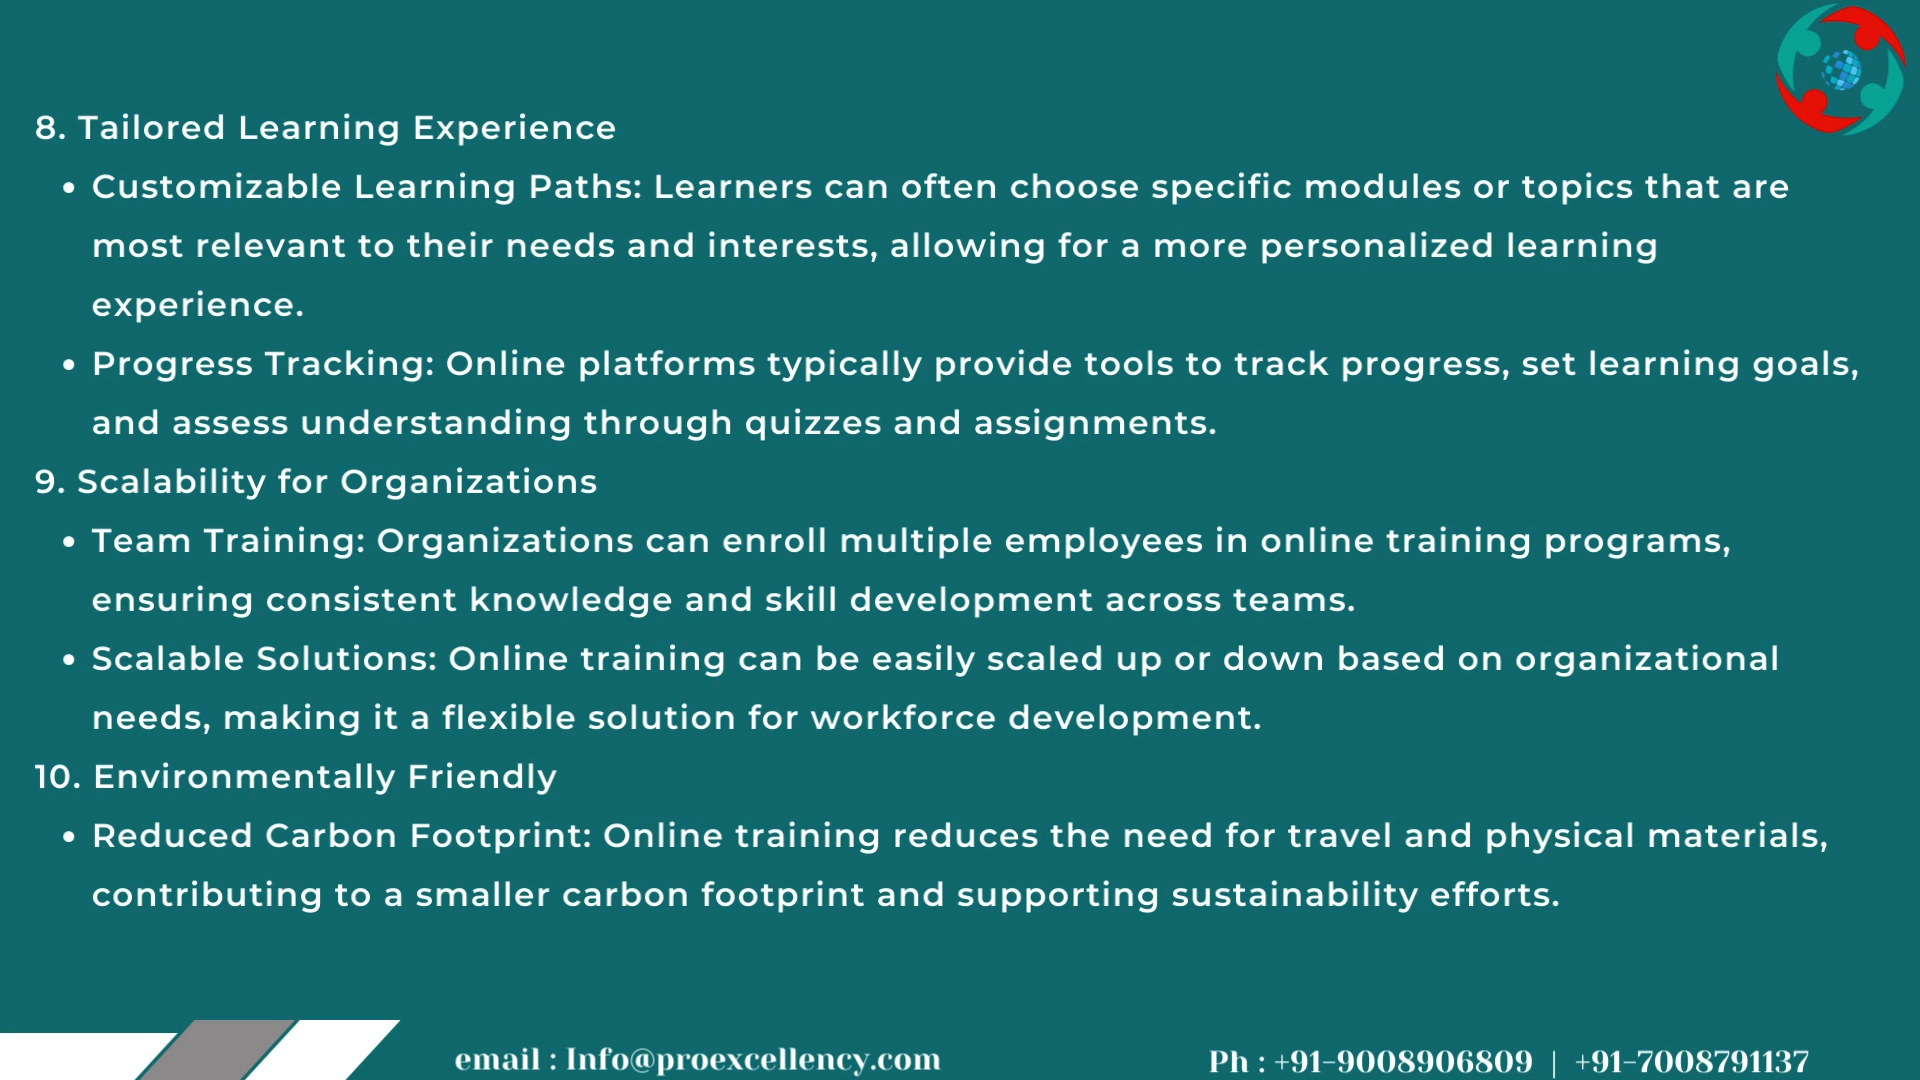 8. Tailored Learning Experience
• Customizable Learning Paths: Learners can often choose specific modules or topics that are
most relevant to their needs and interests, allowing for a more personalized learning
experience.
• Progress Tracking: Online platforms typically provide tools to track progress, set learning goals,
and assess understanding through quizzes and assignments.
9. Scalability for Organizations
• Team Training: Organizations can enroll multiple employees in online training programs,
ensuring consistent knowledge and skill development across teams.
• Scalable Solutions: Online training can be easily scaled up or down based on organizational
needs, making it a flexible solution for workforce development.
10. Environmentally Friendly
• Reduced Carbon Footprint: Online training reduces the need for travel and physical materials,
contributing to a smaller carbon footprint and supporting sustainability efforts.
email : Info@proexcellency.com
Ph : +91-9008906809 | +91-7008791137